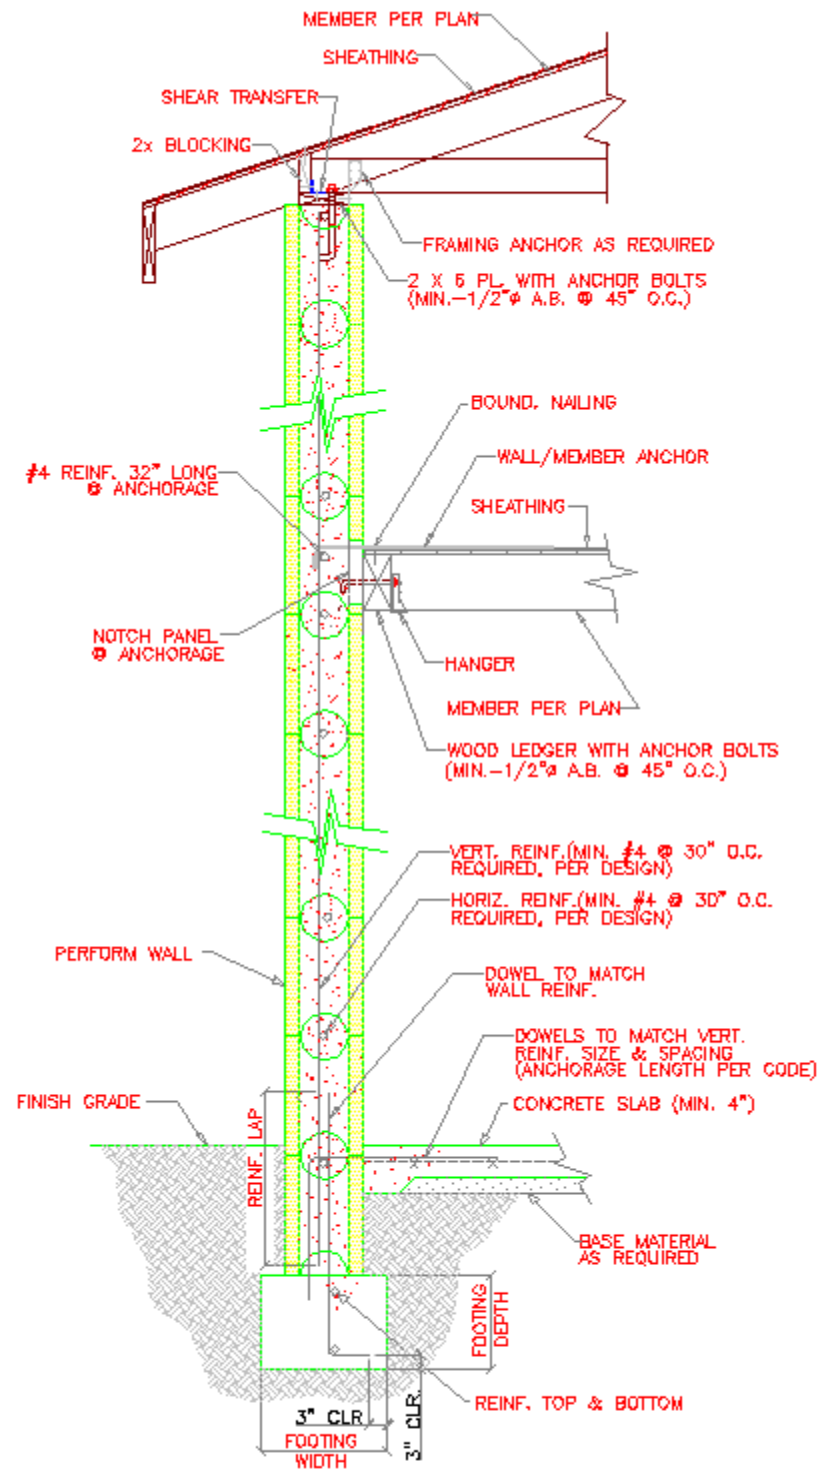 MEMBER PER PLAN
SHEATHING
SHEAR TRANSFER
2x BLOCKING
FRAMING ANCHOR AS REQUIRED
2 X 6 PL. WITH ANCHOR BOLTS
(MIN.-1/2"ø A.B. @ 45" O.C.)
BOUND. NAILING
WALL/MEMBER ANCHOR
#4 REINF. 32" LONG
@ ANCHORAGE
SHEATHING
NOTCH PANEL
@ ANCHORAGE
HANGER
MEMBER PER PLAN
WOOD LEDGER WITH ANCHOR BOLTS
(MIN.-1/2"ø A.B. @ 45" O.C.)
VERT. REINF.(MIN. #4 @ 30" O.C.
REQUIRED, PER DESIGN)
HORIZ. REINF.(MIN. #4 @ 30" O.C.
REQUIRED, PER DESIGN)
PERFORM WALL
DOWEL TO MATCH
WALL REINF.
DOWELS TO MATCH VERT.
REINF. SIZE & SPACING
(ANCHORAGE LENGTH PER CODE)
FINISH GRADE
CONCRETE SLAB (MIN. 4")
REINF. LAP
BASE MATERIAL
AS REQUIRED
FOOTING
DEPTH
REINF. TOP & BOTTOM
3" CLR.
3" CLR.
FOOTING
WIDTH